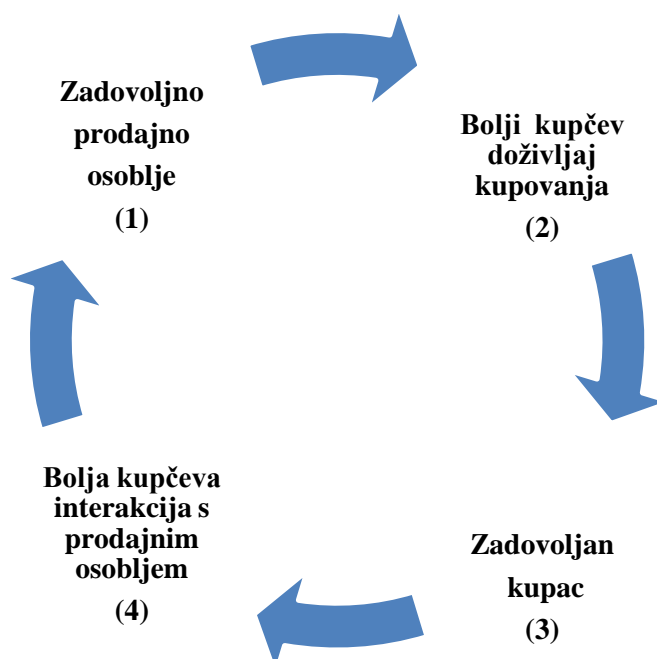 Zadovoljno
prodajno
osoblje
(1)
Bolji kupčev
doživljaj
kupovanja
(2)
Zadovoljan
kupac
(3)
Bolja kupčeva
interakcija s
prodajnim
osobljem
(4)